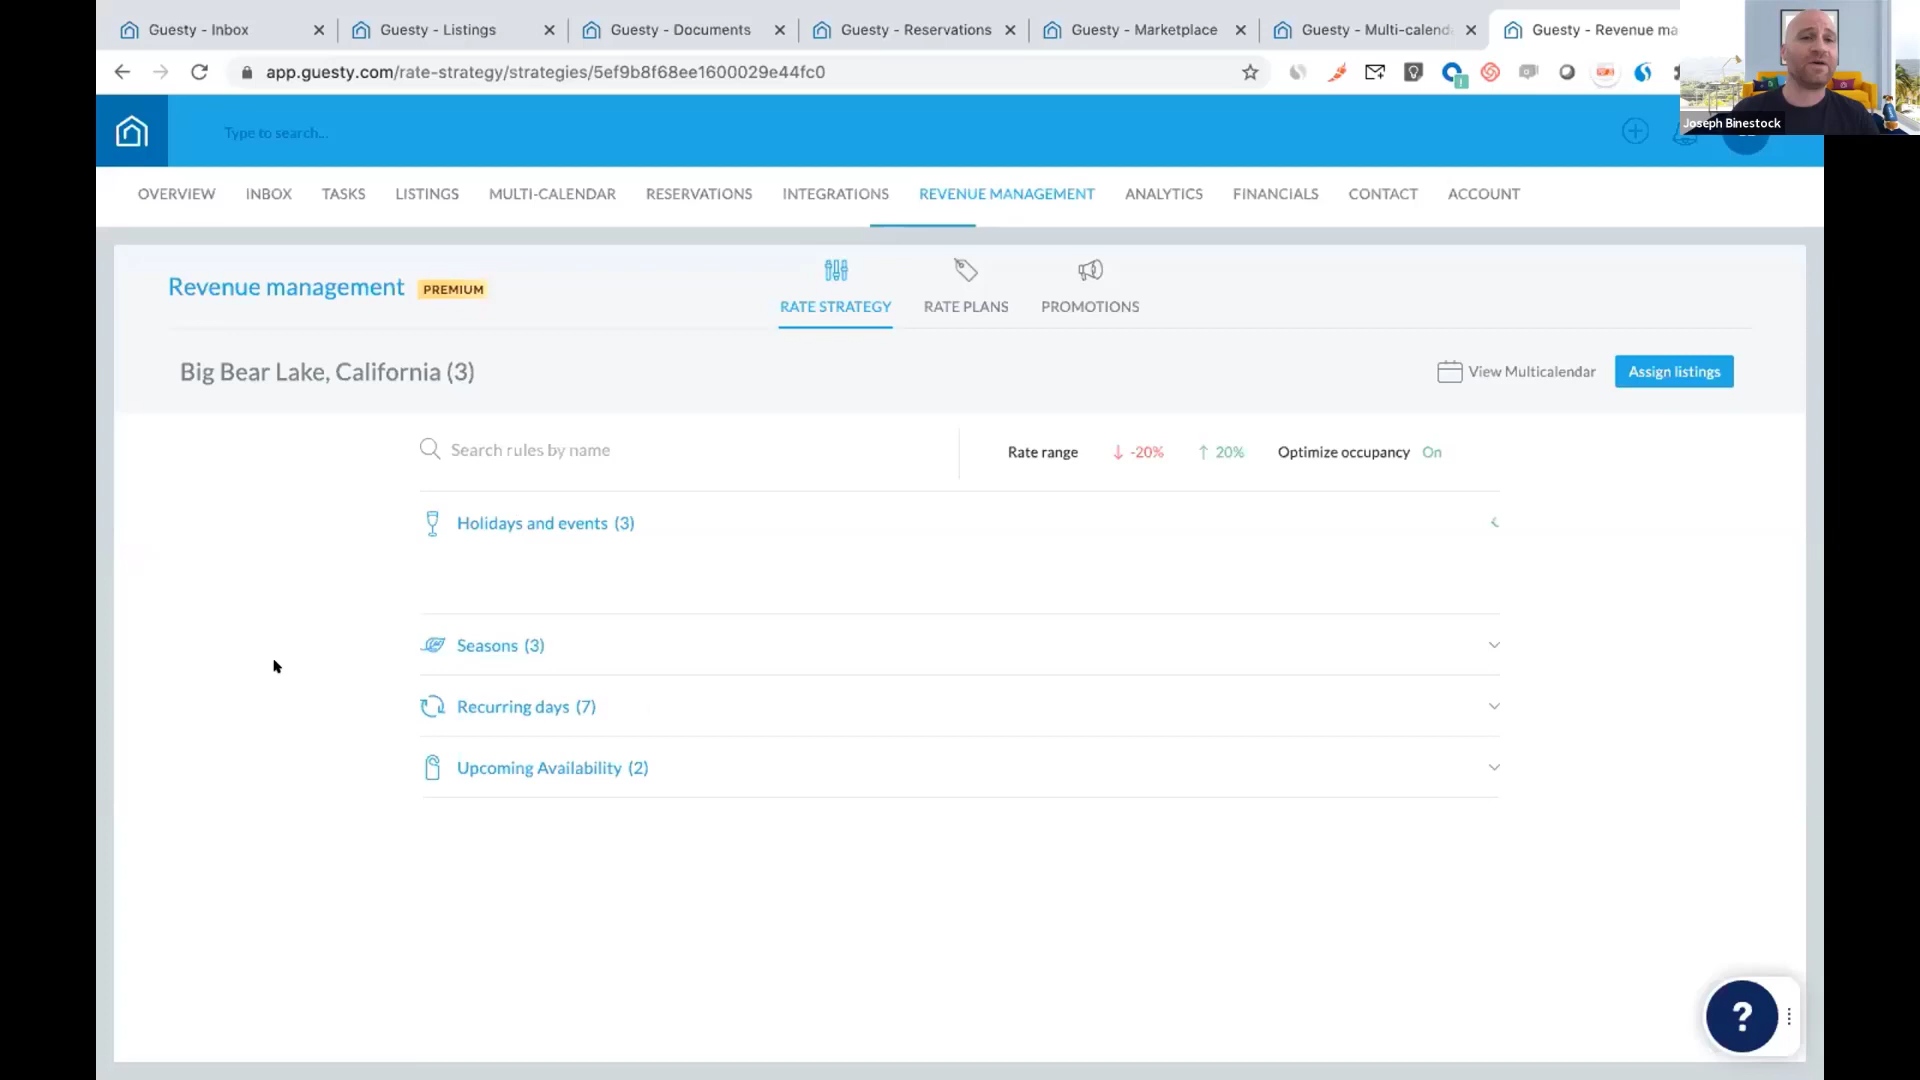 Guesty - Inbox
Guesty - Listings
Guesty - Documents
Guesty - Reservations
Guesty - Marketplace
Guesty - Multi-calend
Guesty - Revenue ma
app.guesty.com/rate-strategy/strategies/5ef9b8f68ee1600029e44fc0
Joseph Binestock
Type to search...
OVERVIEW
INBOX
TASKS
LISTINGS
MULTI-CALENDAR
RESERVATIONS
INTEGRATIONS
REVENUE MANAGEMENT
ANALYTICS
FINANCIALS
CONTACT
ACCOUNT
Revenue management PREMIUM
RATE STRATEGY
RATE PLANS
PROMOTIONS
Big Bear Lake, California (3)
View Multicalendar
Assign listings
Search rules by name
Rate range ↓ -20% ↑ 20% Optimize occupancy On
Holidays and events (3)
Seasons (3)
Recurring days (7)
Upcoming Availability (2)
?